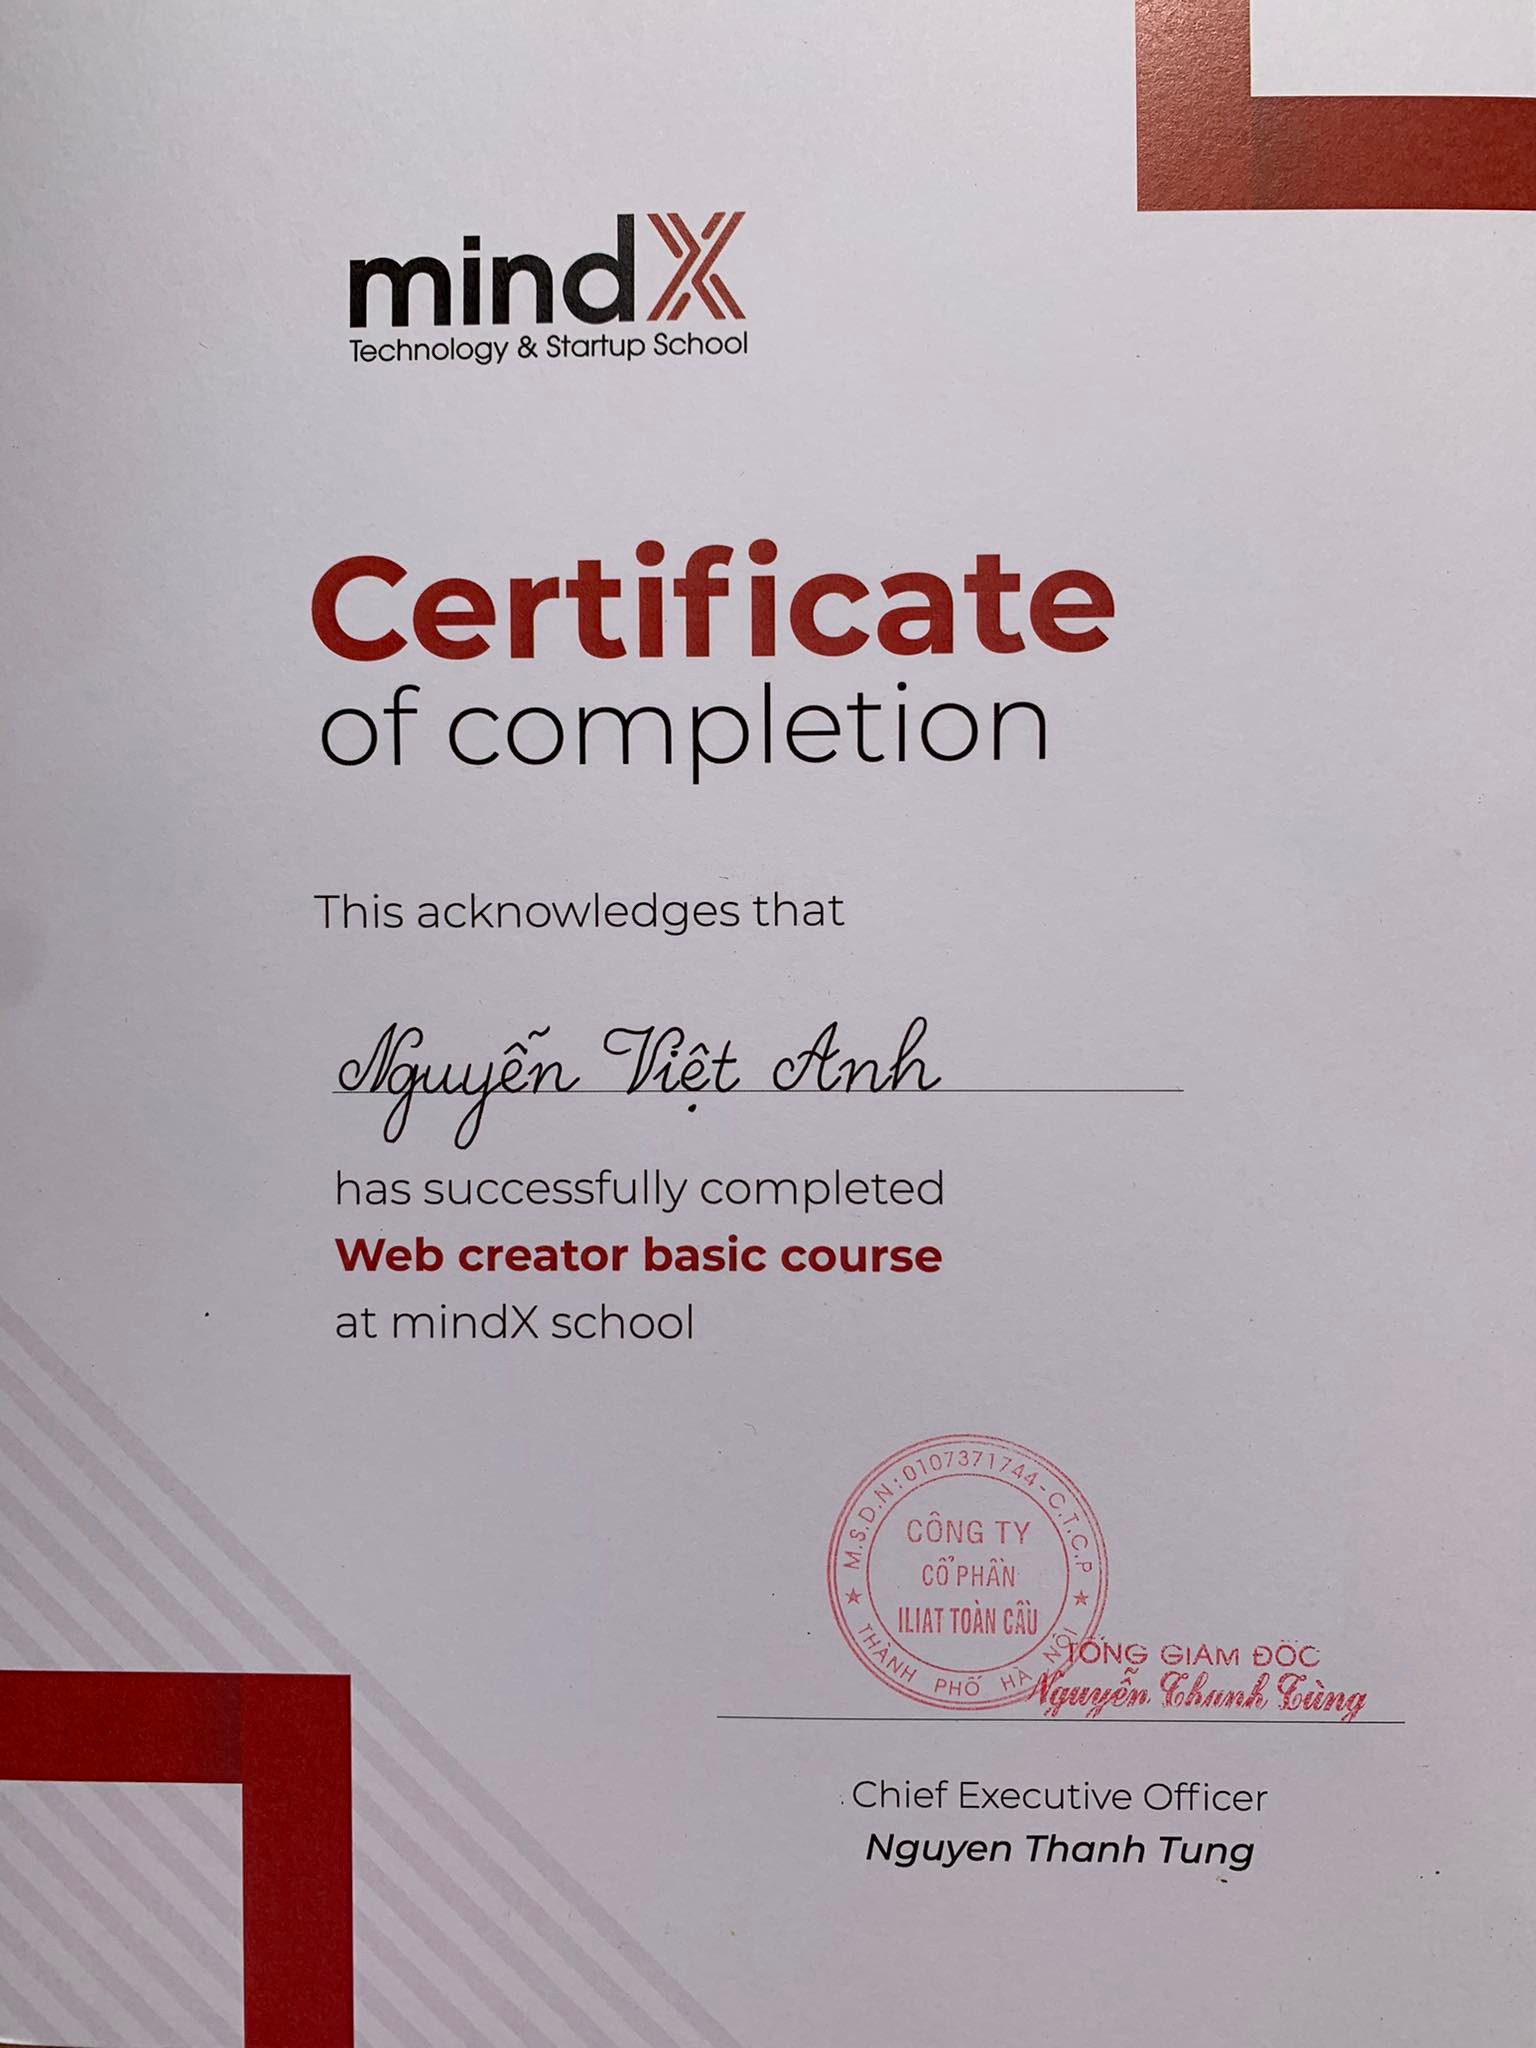 mindX
Technology & Startup School
Certificate
of completion
This acknowledges that
Nguyễn Việt Anh
has successfully completed
Web creator basic course
at mindX school
M.S.D.N:0107371744-C.T.C.P
CÔNG TY
CỔ PHẦN
ILIAT TOÀN CẦU
THÀNH PHỐ HÀ NỘI
TỔNG GIÁM ĐỐC
Nguyễn Thanh Tùng
Chief Executive Officer
Nguyen Thanh Tung